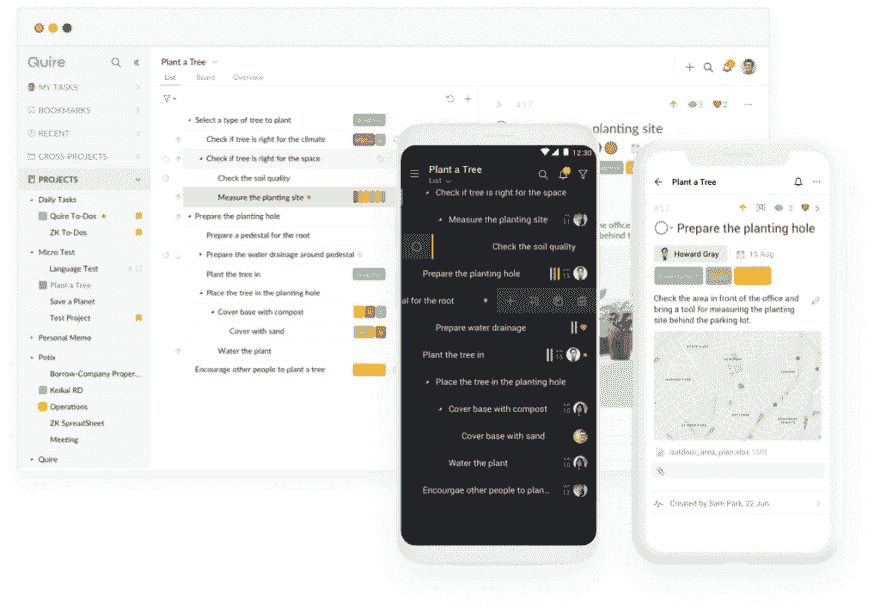 Quire
MY TASKS
BOOKMARKS
RECENT
CROSS-PROJECTS
PROJECTS
Daily Tasks
Quire To-Dos
ZK To-Dos
Micro Test
Language Test
Plant a Tree
Save a Planet
Test Project
Personal Memo
Potix
Borrow-Company Proper...
Keikai RD
Operations
ZK SpreadSheet
Meeting
Quire
Plant a Tree
List Board Overview
Select a type of tree to plant
Check if tree is right for the climate
Check if tree is right for the space
Check the soil quality
Measure the planting site
Prepare the planting hole
Prepare a pedestal for the root
Prepare the water drainage around pedestal
Plant the tree in
Place the tree in the planting hole
Cover base with compost
Cover with sand
Water the plant
Encourage other people to plant a tree
#17
3 2
planting site
he office
12:30
Plant a Tree
List
Check if tree is right for the space
Measure the planting site
Check the soil quality
Prepare the planting hole
al for the root
Prepare water drainage
Plant the tree in
Place the tree in the planting hole
Cover base with compost
Cover base with sand
Water the plant
Encourgae other people to plan..
Plant a Tree
#17
3 5
Prepare the planting hole
Howard Gray
Check the area in front of the office and
bring a tool for measuring the planting
site behind the parking lot.
outdoor_area_plan.xlsx
Created by Sam Park, 22 Jun